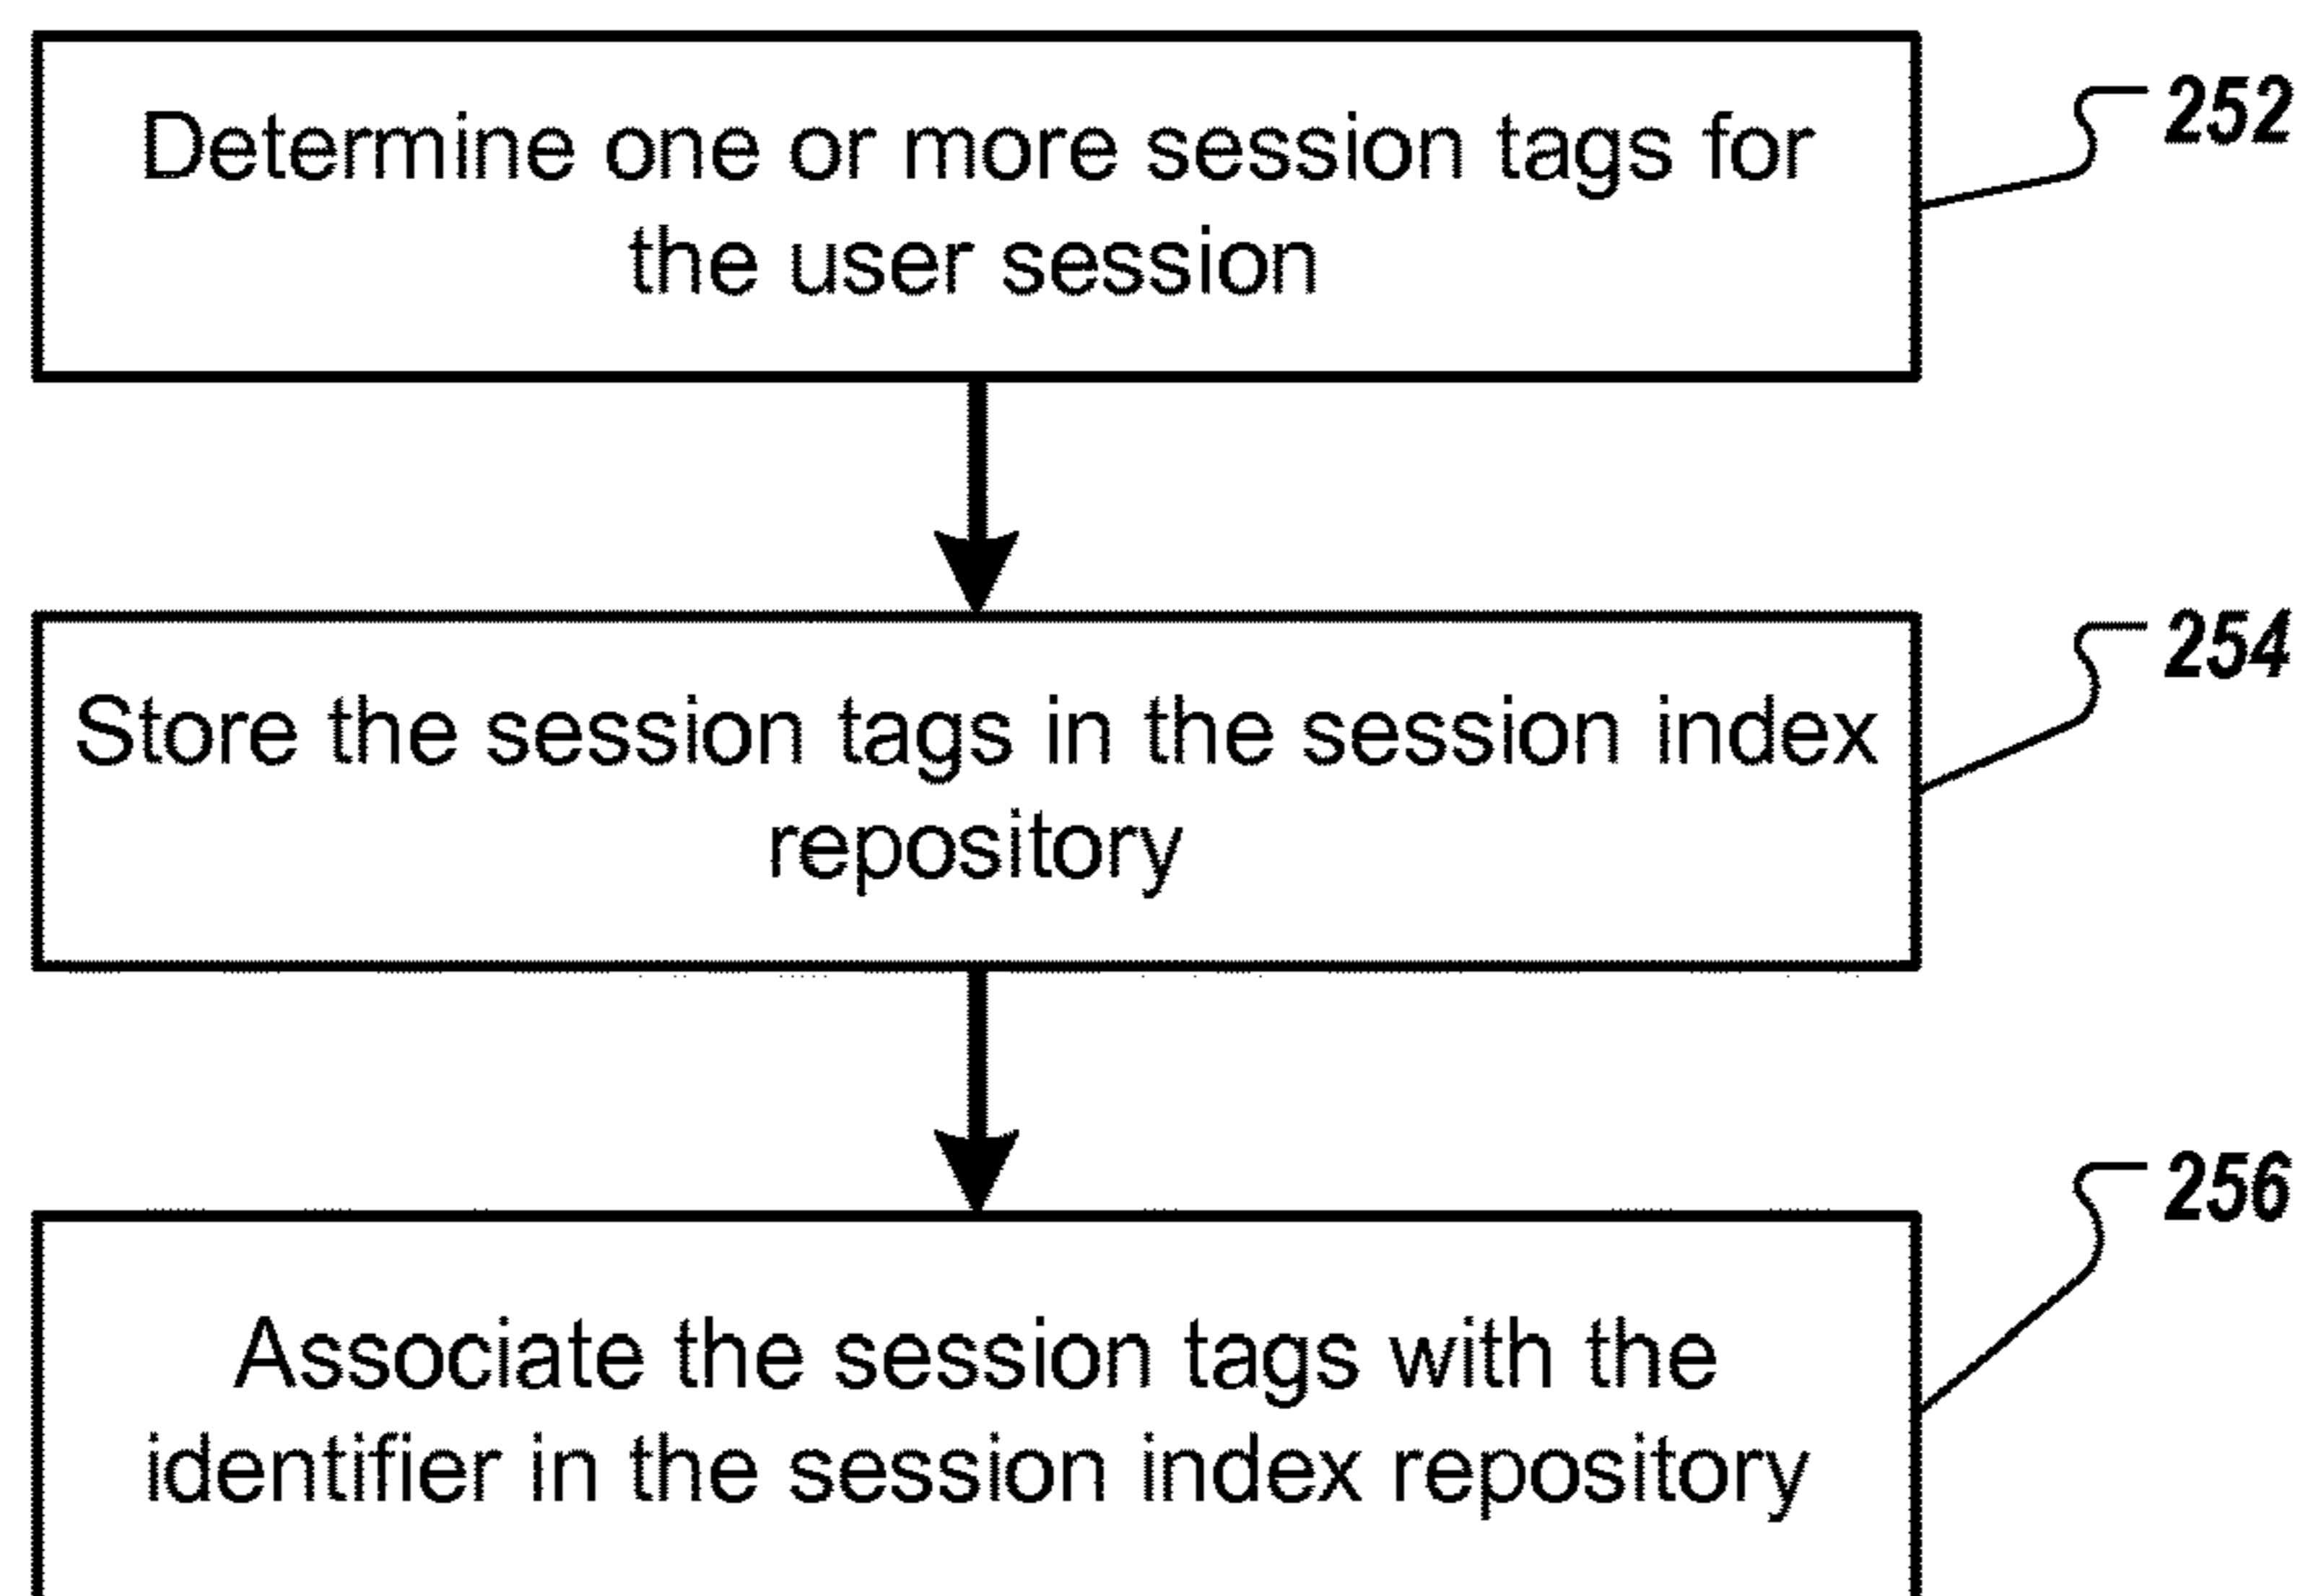 Determine one or more session tags for
the user session
252
Store the session tags in the session index
repository
254
Associate the session tags with the
identifier in the session index repository
256